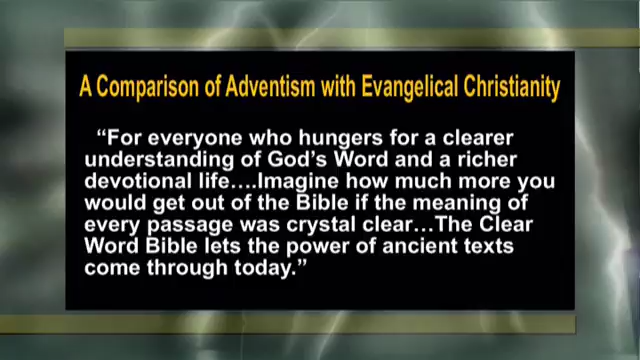 A Comparison of Adventism with Evangelical Christianity
“For everyone who hungers for a clearer
understanding of God’s Word and a richer
devotional life….Imagine how much more you
would get out of the Bible if the meaning of
every passage was crystal clear…The Clear
Word Bible lets the power of ancient texts
come through today.”